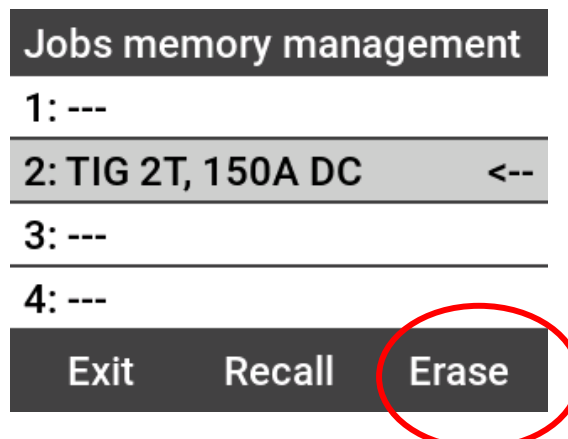 Jobs memory management
1: ---
2: TIG 2T, 150A DC <--
3: ---
4: ---
Exit Recall Erase